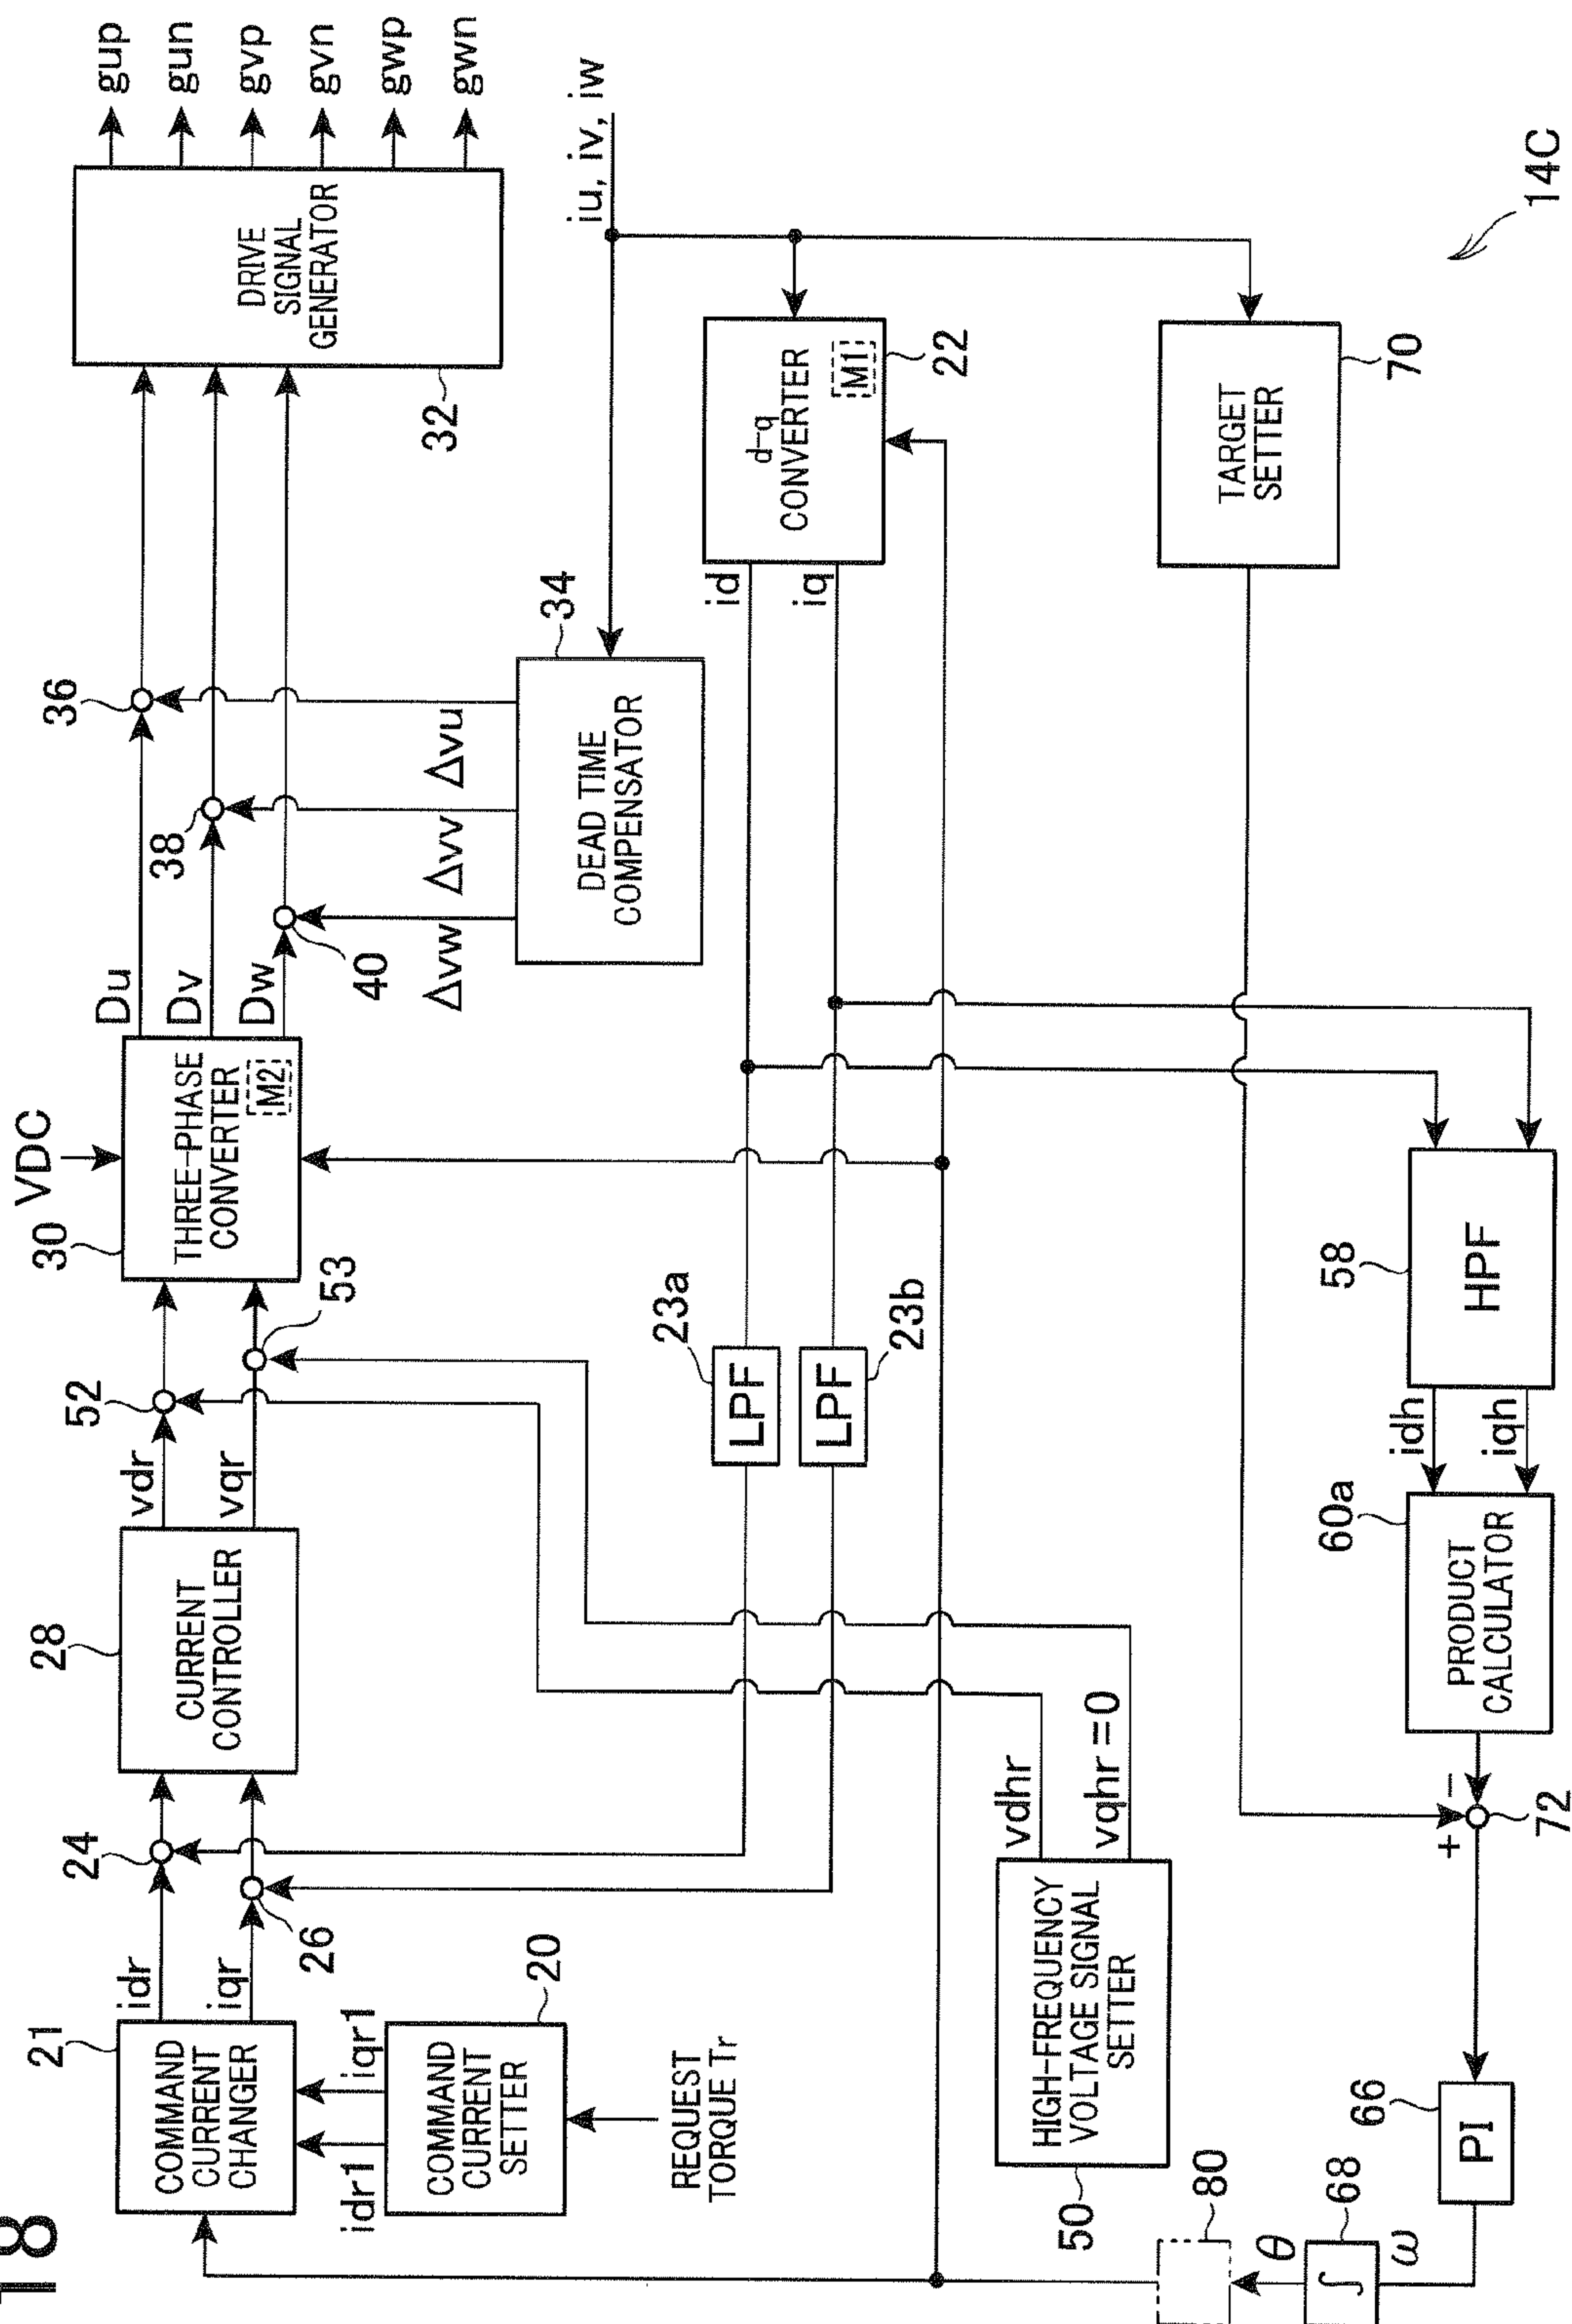 18
VDC
21
COMMAND
CURRENT
CHANGER
idr
iqr
24
26
28
CURRENT
CONTROLLER
vdr
vqr
52
53
30
THREE-PHASE
CONVERTER
M2
Du
Dv
Dw
36
38
40
32
DRIVE
SIGNAL
GENERATOR
gup
gun
gvp
gvn
gwp
gwn
idr1
iqr1
20
COMMAND
CURRENT
SETTER
REQUEST
TORQUE Tr
Δvw
Δvv
Δvu
34
DEAD TIME
COMPENSATOR
iu, iv, iw
23a
LPF
23b
LPF
id
iq
d-q
CONVERTER
M1
22
50
HIGH-FREQUENCY
VOLTAGE SIGNAL
SETTER
vdhr
vqhr=0
TARGET
SETTER
70
80
θ
68
∫
ω
66
PI
+
−
72
60a
PRODUCT
CALCULATOR
idh
iqh
58
HPF
14C